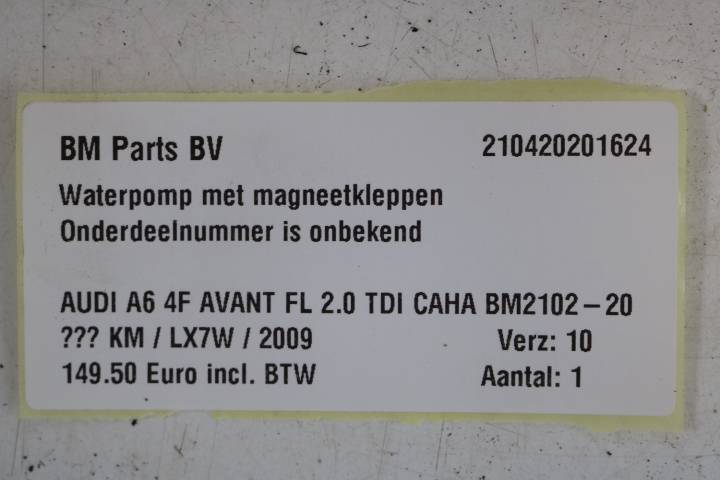 BM Parts BV 210420201624
Waterpomp met magneetkleppen
Onderdeelnummer is onbekend
AUDI A6 4F AVANT FL 2.0 TDI CAHA BM2102-20
??? KM / LX7W / 2009 Verz: 10
149.50 Euro incl. BTW Aantal: 1